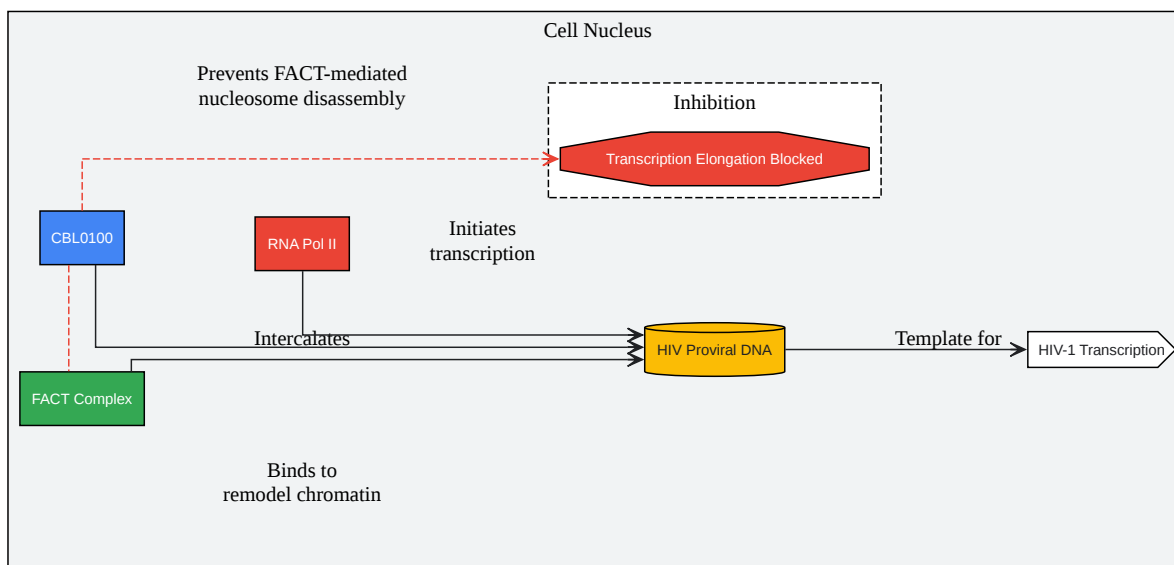 Cell Nucleus
Prevents FACT-mediated
nucleosome disassembly
Inhibition
Transcription Elongation Blocked
CBL0100
RNA Pol II
Initiates
transcription
Intercalates
HIV Proviral DNA
Template for
HIV-1 Transcription
FACT Complex
Binds to
remodel chromatin